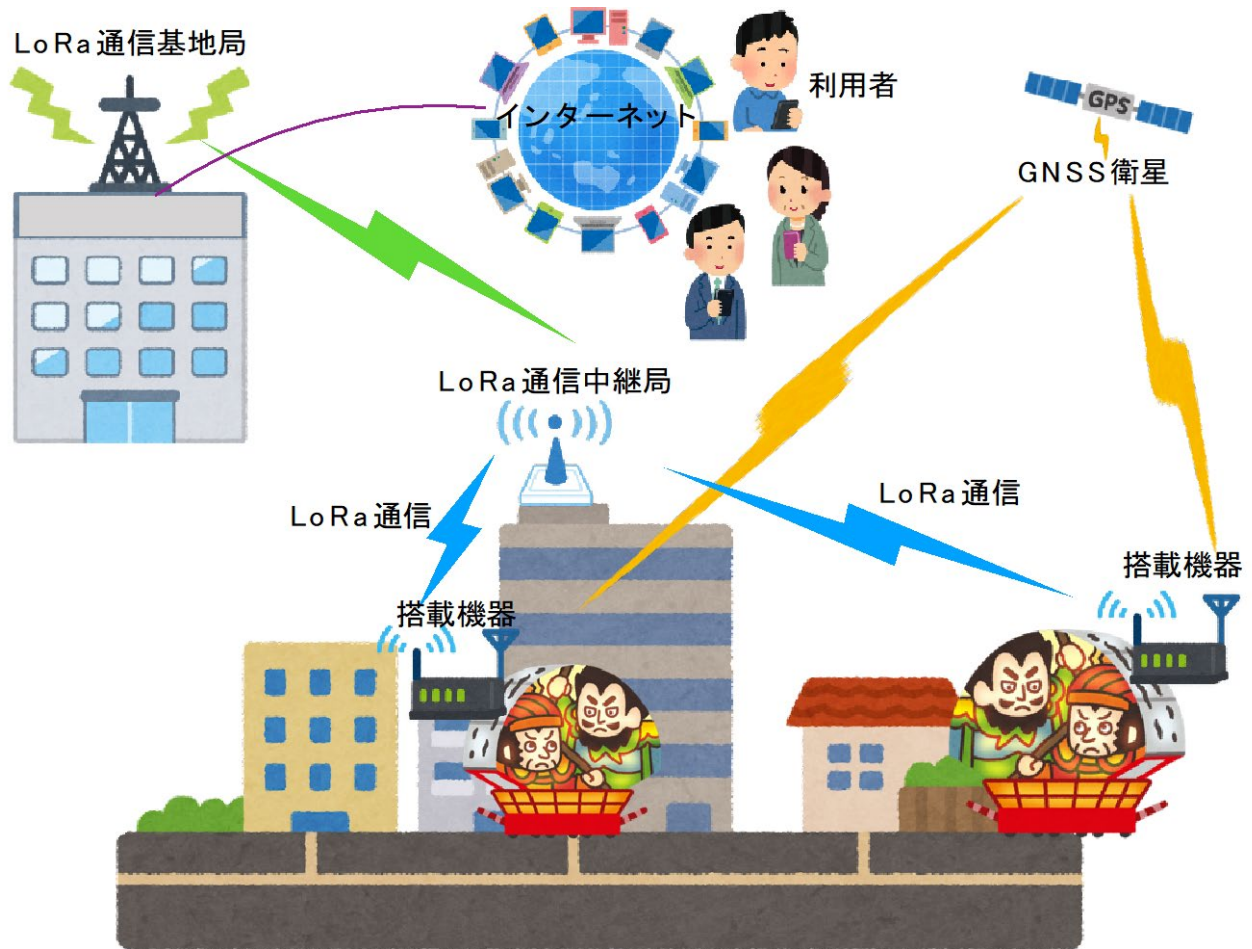 LoRa通信基地局
インターネット
利用者
GPS
GNSS衛星
LoRa通信中継局
LoRa通信
LoRa通信
搭載機器
搭載機器